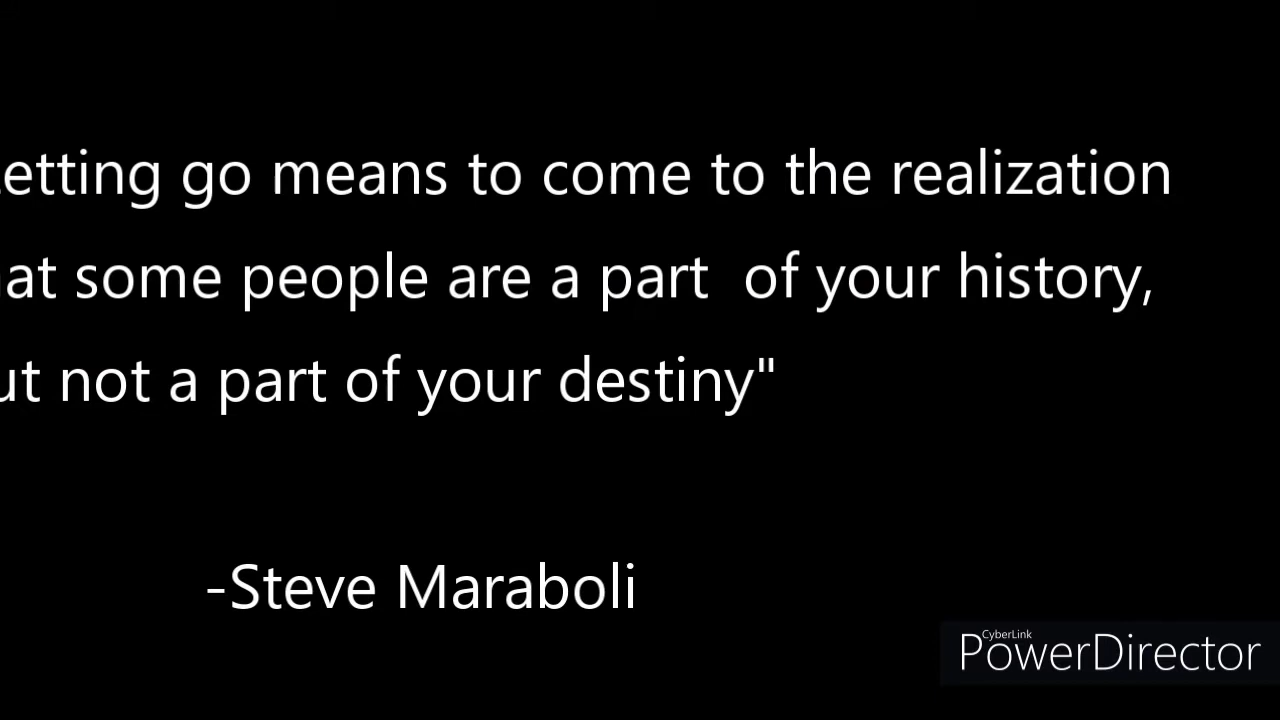 etting go means to come to the realization
at some people are a part  of your history,
ut not a part of your destiny"
-Steve Maraboli
CyberLink
PowerDirector